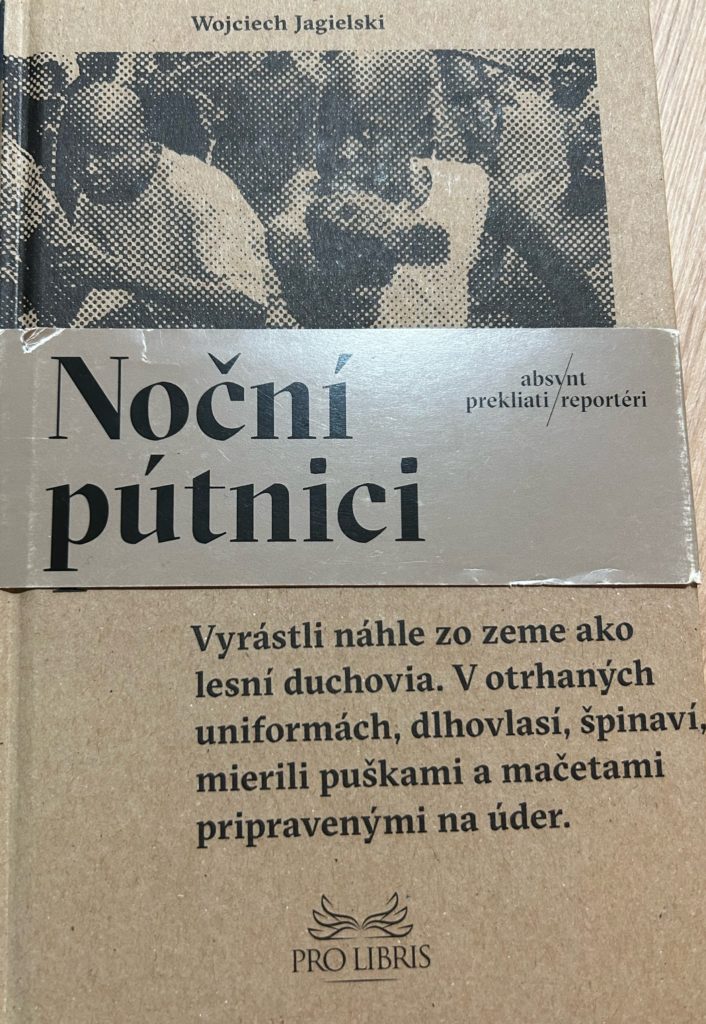 Wojciech Jagielski
Noční
pútnici
absynt
prekliati/reportéri
Vyrástli náhle zo zeme ako
lesní duchovia. V otrhaných
uniformách, dlhovlasí, špinaví,
mierili puškami a mačetami
pripravenými na úder.
PRO LIBRIS